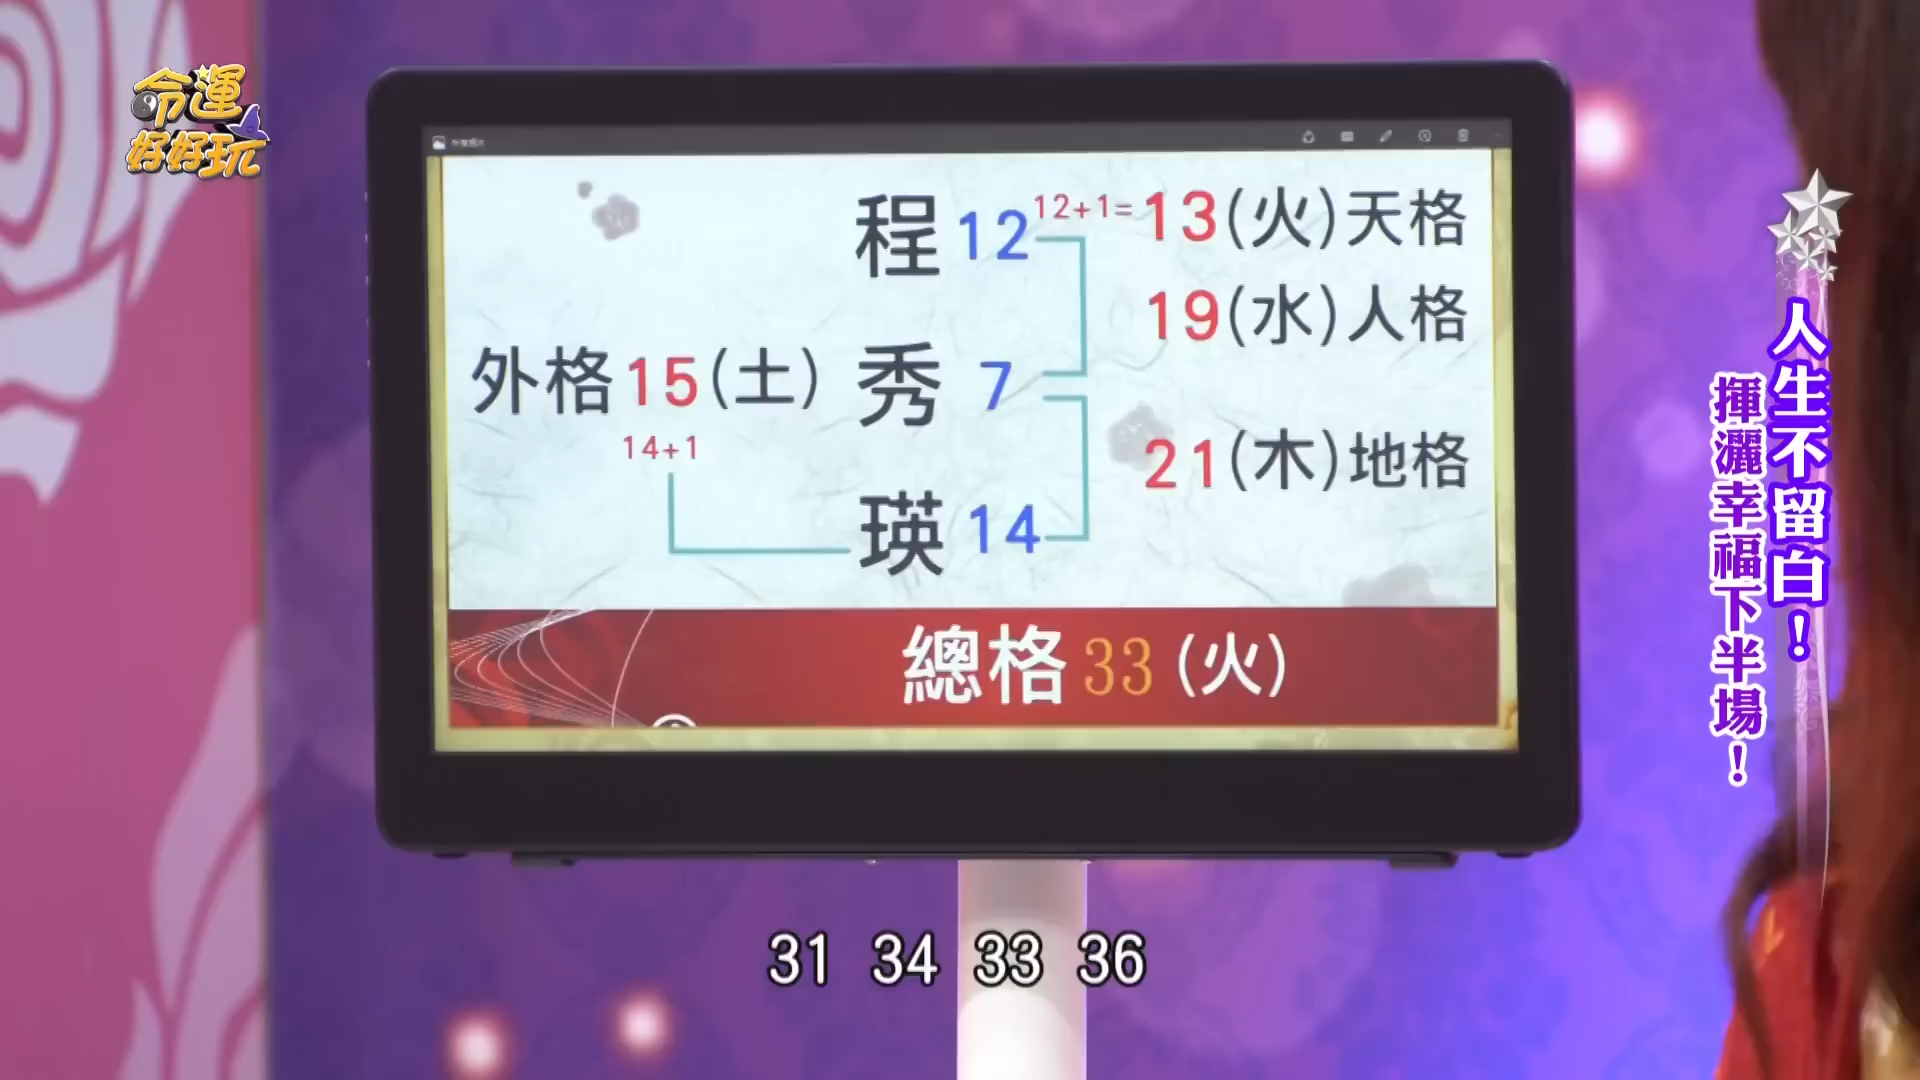 命運
好好玩
程 12 12+1= 13(火)天格
19(水)人格
外格 15(土) 秀 7
14+1
21(木)地格
瑛 14
總格 33 (火)
人生不留白！
揮灑幸福下半場！
31 34 33 36